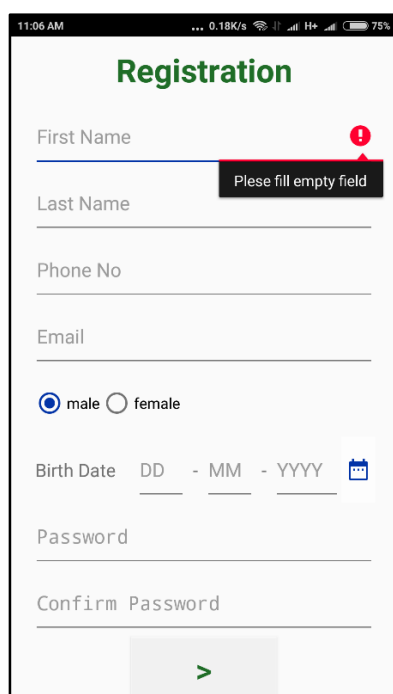 11:06 AM ... 0.18K/s H+ 75%
Registration
First Name
Plese fill empty field
Last Name
Phone No
Email
male female
Birth Date DD - MM - YYYY
Password
Confirm Password
>